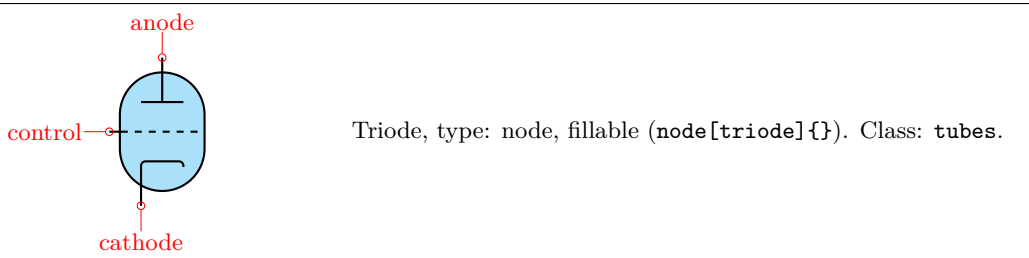 anode
control
Triode, type: node, fillable (node[triode]{}). Class: tubes.
cathode